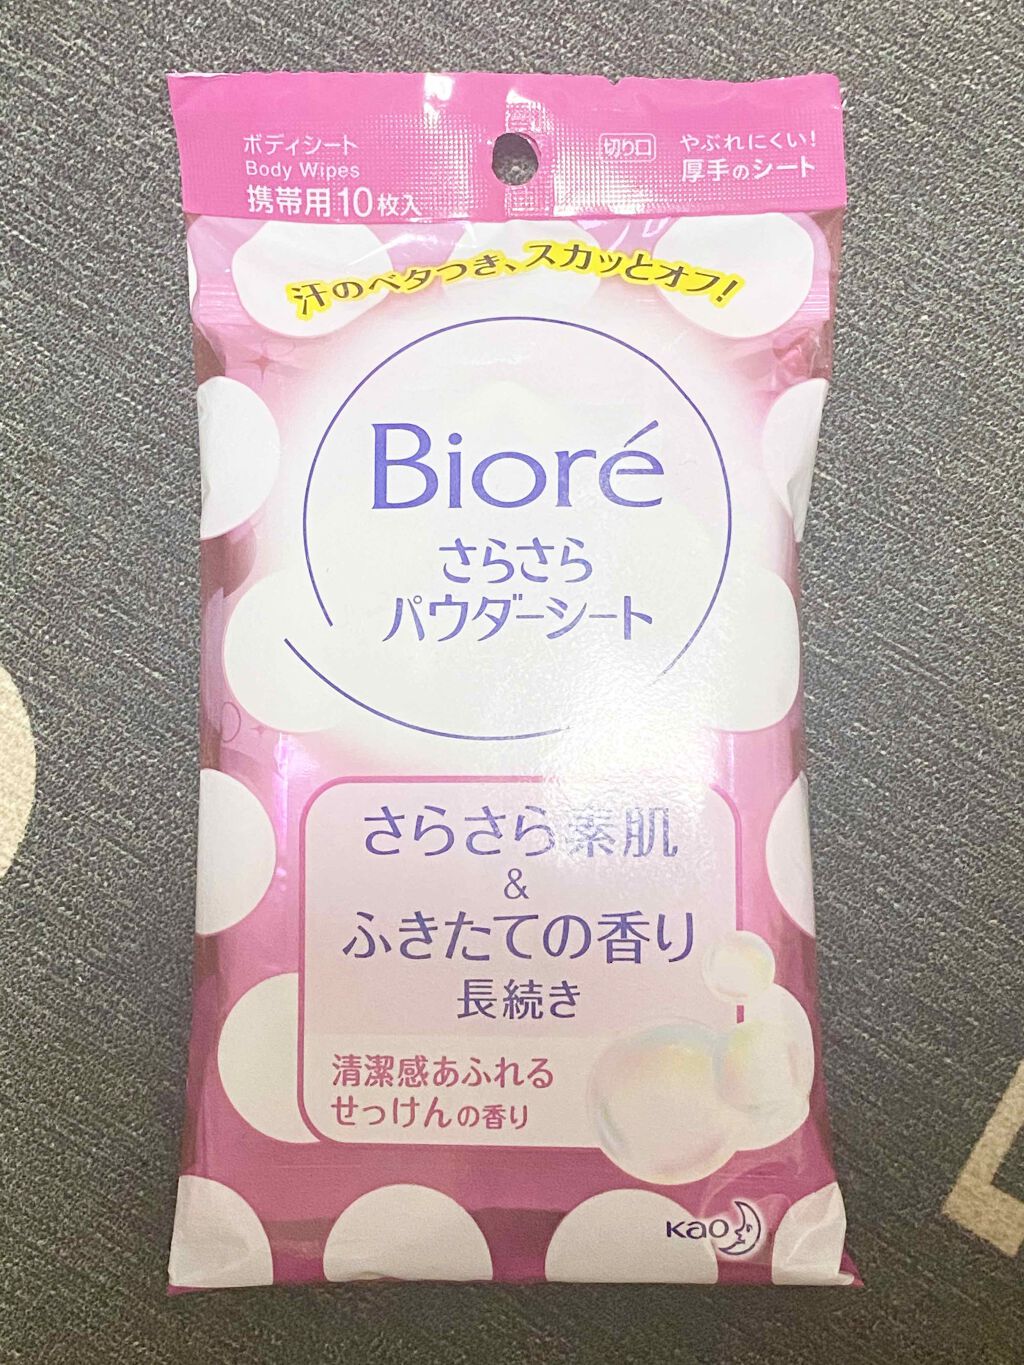 ボディシート
Body Wipes
携帯用10枚入
切り口
やぶれにくい!
厚手のシート
汗のベタつき、スカッとオフ!
Bioré
さらさら
パウダーシート
さらさら素肌
&
ふきたての香り
長続き
清潔感あふれる
せっけんの香り
Kao